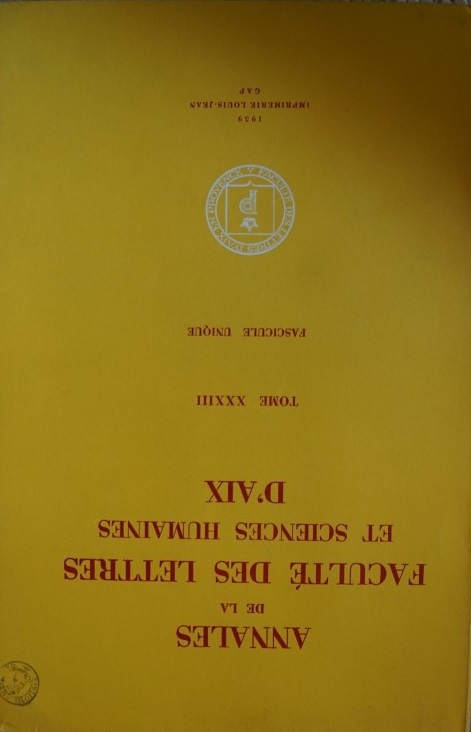 ANNALES
DE LA
FACULTÉ DES LETTRES
ET SCIENCES HUMAINES
D'AIX
TOME XXXIII
FASCICULE UNIQUE
1959
IMPRIMERIE LOUIS-JEAN
GAP